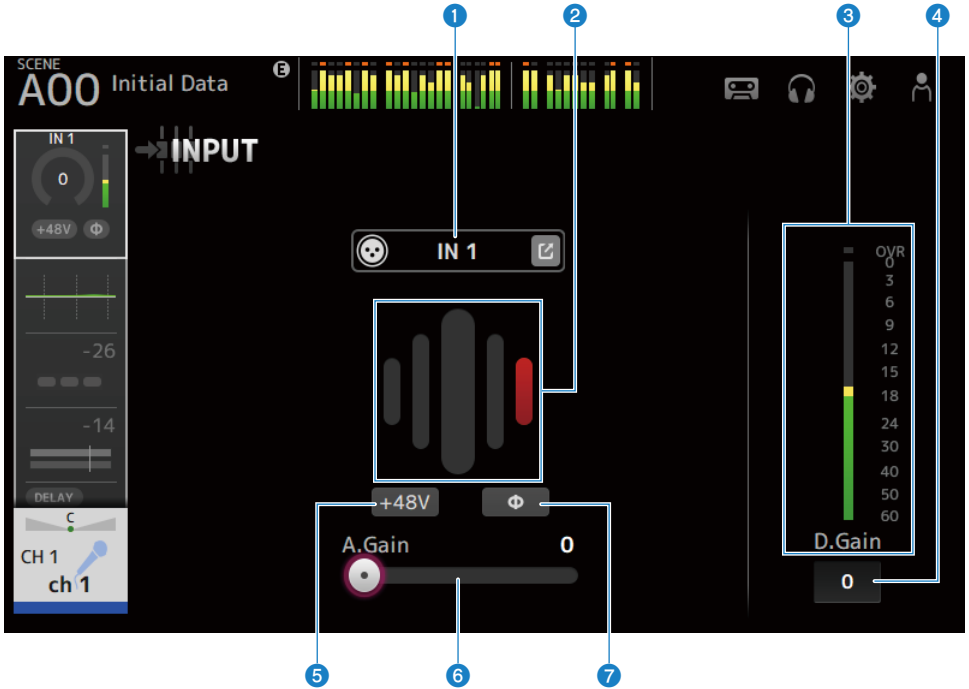 1 2 3 4
SCENE
A00 Initial Data E
IN 1
0
+48V Φ
-26
-14
DELAY
C
CH 1
ch 1
INPUT
IN 1
+48V Φ
A.Gain 0
OVR
0
3
6
9
12
15
18
24
30
40
50
60
D.Gain
0
5 6 7